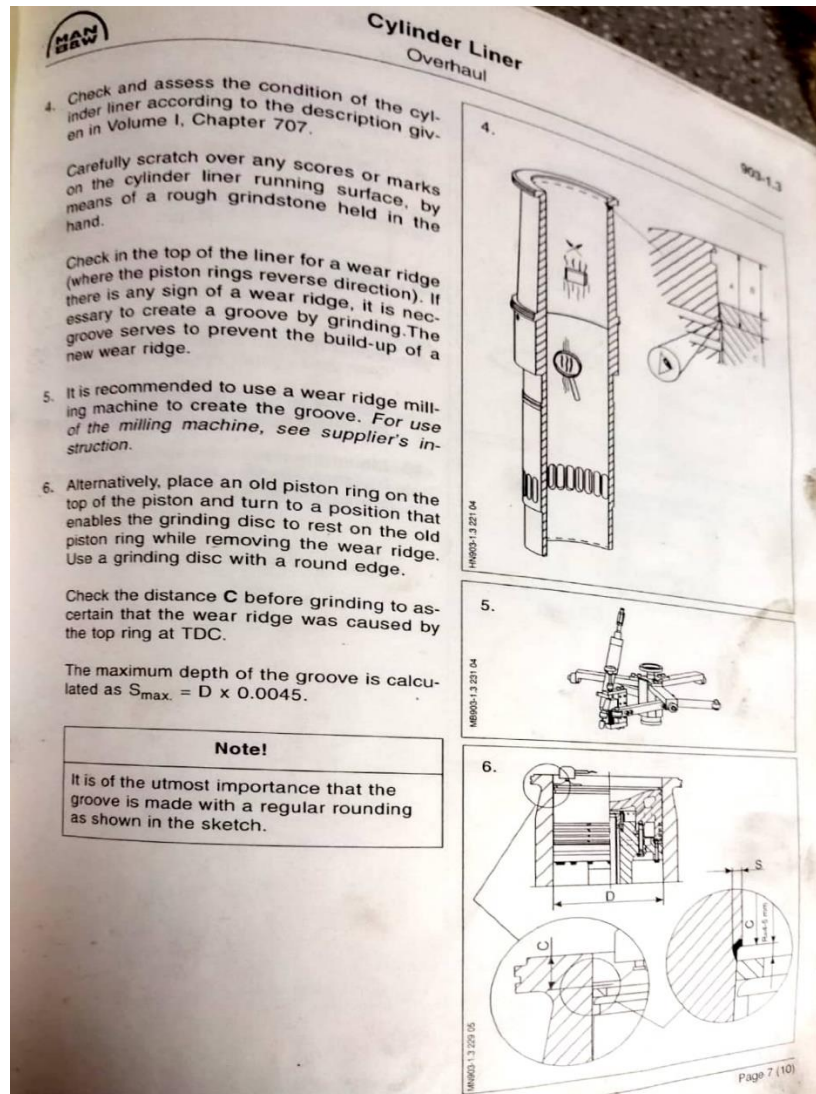 MAN
B&W
Cylinder Liner
Overhaul
903-1.3
4. Check and assess the condition of the cyl-
inder liner according to the description giv-
en in Volume I, Chapter 707.
Carefully scratch over any scores or marks
on the cylinder liner running surface, by
means of a rough grindstone held in the
hand.
Check in the top of the liner for a wear ridge
(where the piston rings reverse direction). If
there is any sign of a wear ridge, it is nec-
essary to create a groove by grinding.The
groove serves to prevent the build-up of a
new wear ridge.
5. It is recommended to use a wear ridge mill-
ing machine to create the groove. For use
of the milling machine, see supplier's in-
struction.
6. Alternatively, place an old piston ring on the
top of the piston and turn to a position that
enables the grinding disc to rest on the old
piston ring while removing the wear ridge.
Use a grinding disc with a round edge.
Check the distance C before grinding to as-
certain that the wear ridge was caused by
the top ring at TDC.
The maximum depth of the groove is calcu-
lated as Smax. = D x 0.0045.
Note!
It is of the utmost importance that the
groove is made with a regular rounding
as shown in the sketch.
4.
HN903-1.3 221 04
5.
MB903-1.3 231 04
6.
D
S
C
C
MN903-1.3 229 05
Page 7 (10)